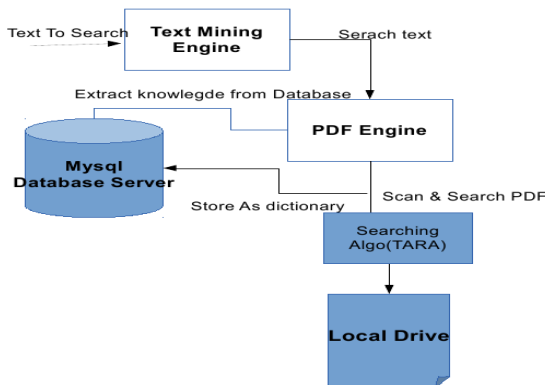 Text To Search
Text Mining
Engine
Serach text
Extract knowlegde from Database
PDF Engine
Mysql
Database Server
Store As dictionary
Scan & Search PDF
Searching
Algo(TARA)
Local Drive